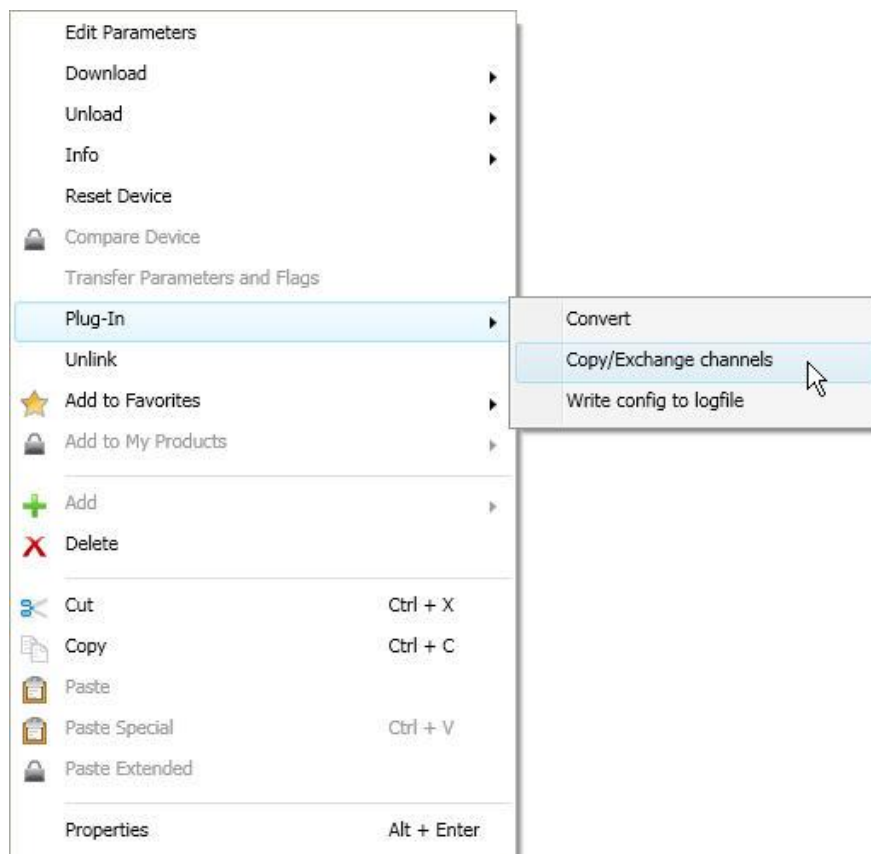 Edit Parameters
Download
Unload
Info
Reset Device
Compare Device
Transfer Parameters and Flags
Plug-In
Convert
Unlink
Copy/Exchange channels
Add to Favorites
Write config to logfile
Add to My Products
Add
Delete
Cut Ctrl + X
Copy Ctrl + C
Paste
Paste Special Ctrl + V
Paste Extended
Properties Alt + Enter